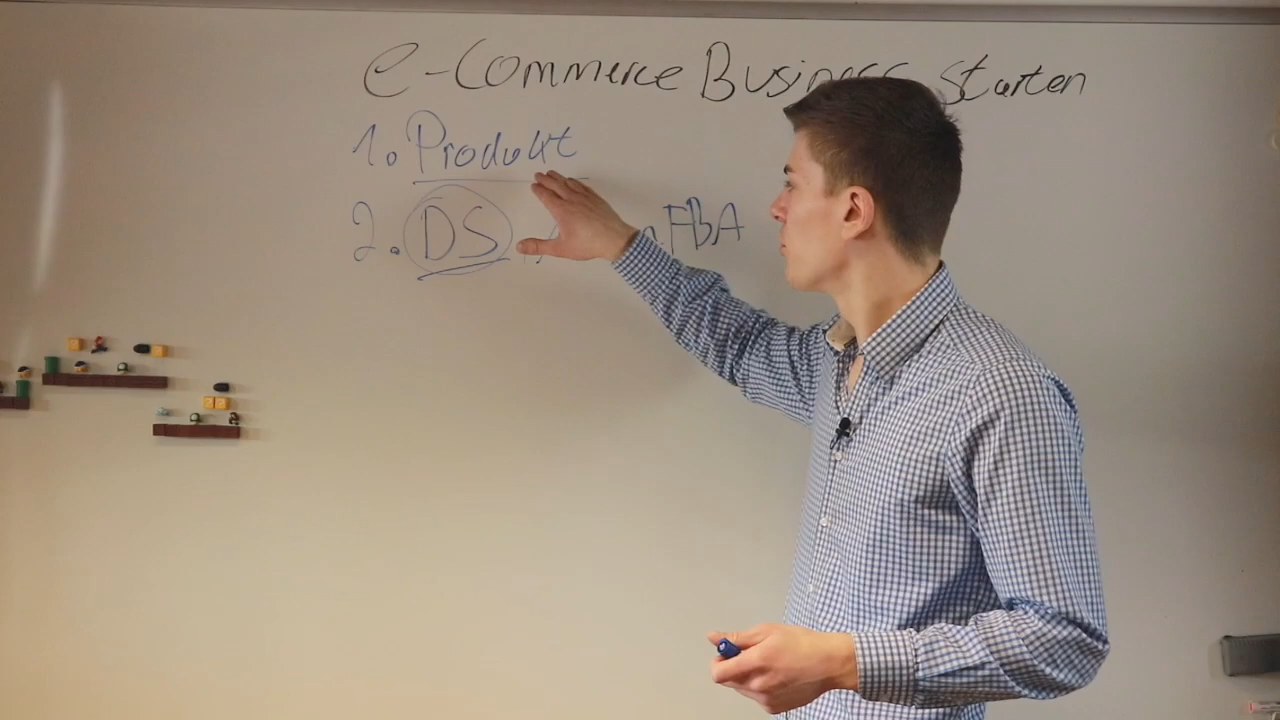 e-Commerce Business starten
1. Produkt
2. DS FBA